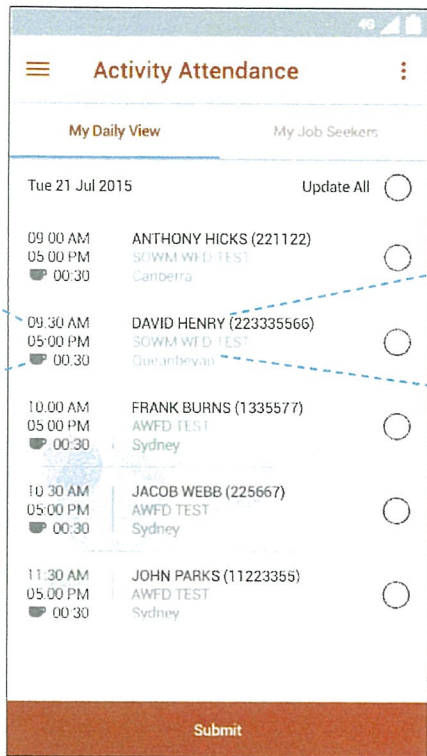 4G
Activity Attendance
My Daily View
My Job Seekers
Tue 21 Jul 2015
Update All
09 00 AM
ANTHONY HICKS (221122)
05 00 PM
SOWM WFD TEST
00:30
Canberra
09.30 AM
DAVID HENRY (223335566)
05:00 PM
SOWM WFD TEST
00.30
Queanbeyan
10.00 AM
FRANK BURNS (1335577)
05 00 PM
AWFD TEST
00:30
Sydney
10 30 AM
JACOB WEBB (225667)
05:00 PM
AWFD TEST
00:30
Sydney
11:30 AM
JOHN PARKS (11223355)
05.00 PM
AWFD TEST
00 30
Sydney
Submit